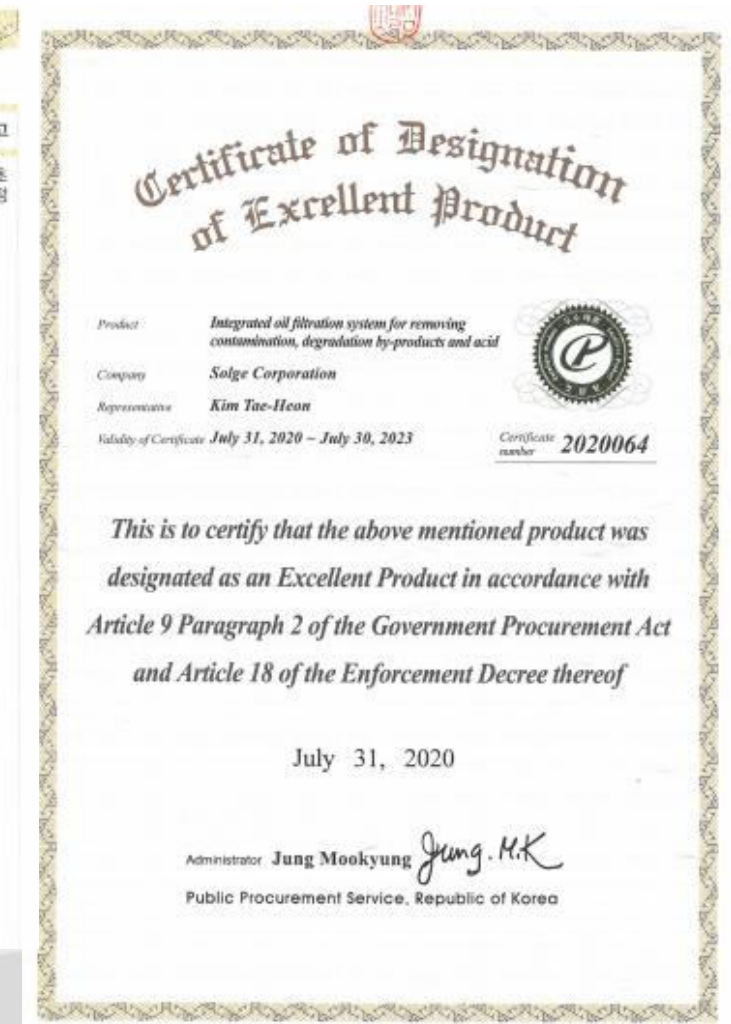 Certificate of Designation
of Excellent Product
Product Integrated oil filtration system for removing
contamination, degradation by-products and acid
Company Solge Corporation
Representative Kim Tae-Heon
Validity of Certificate July 31, 2020 – July 30, 2023
Certificate number 2020064
This is to certify that the above mentioned product was
designated as an Excellent Product in accordance with
Article 9 Paragraph 2 of the Government Procurement Act
and Article 18 of the Enforcement Decree thereof
July 31, 2020
Administrator Jung Mookyung Jung. M.K
Public Procurement Service, Republic of Korea